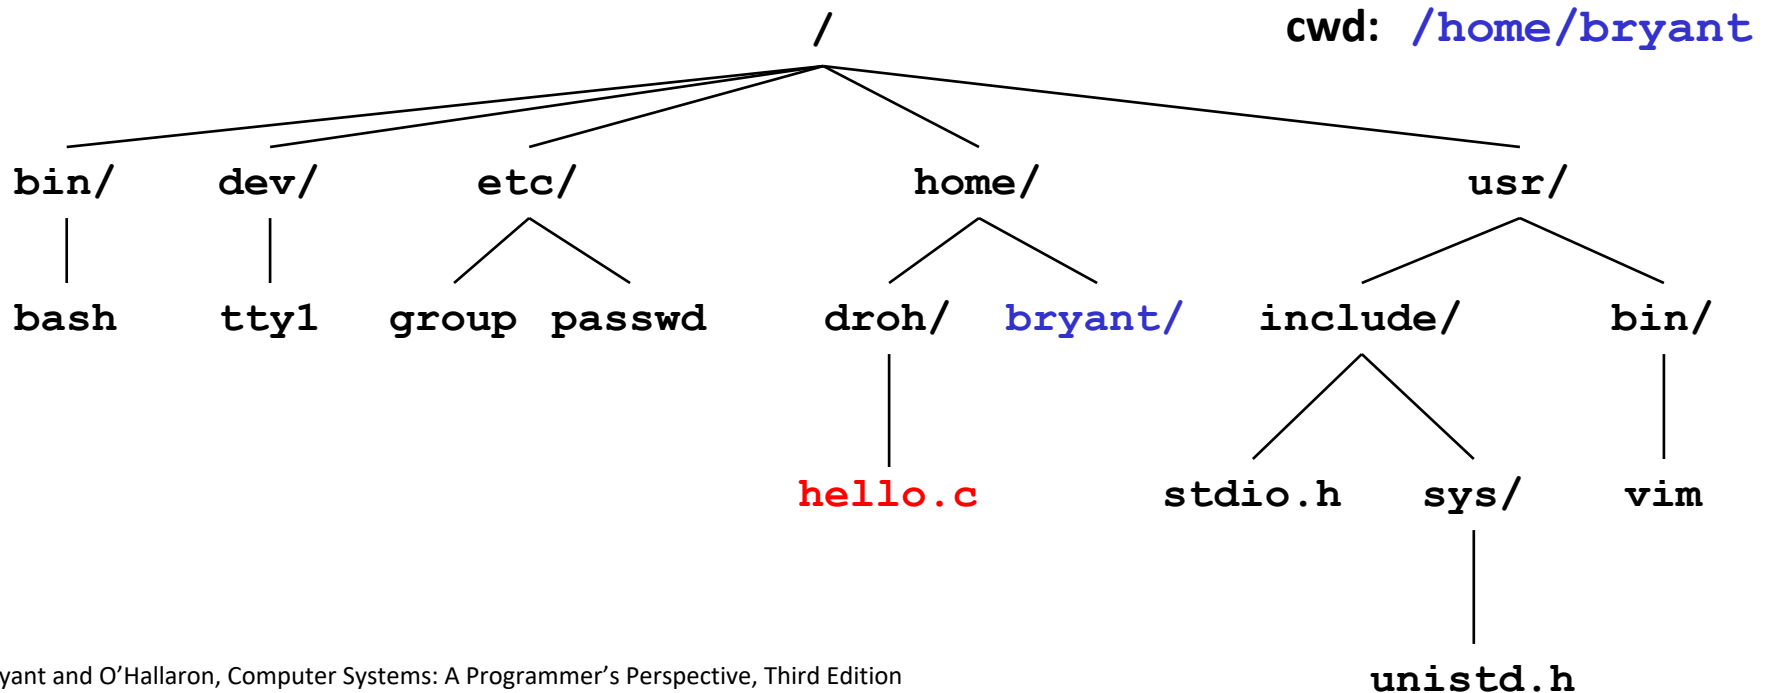 /
cwd: /home/bryant
bin/ dev/ etc/ home/ usr/
bash tty1 group passwd droh/ bryant/ include/ bin/
hello.c stdio.h sys/ vim
unistd.h
yant and O’Hallaron, Computer Systems: A Programmer’s Perspective, Third Edition